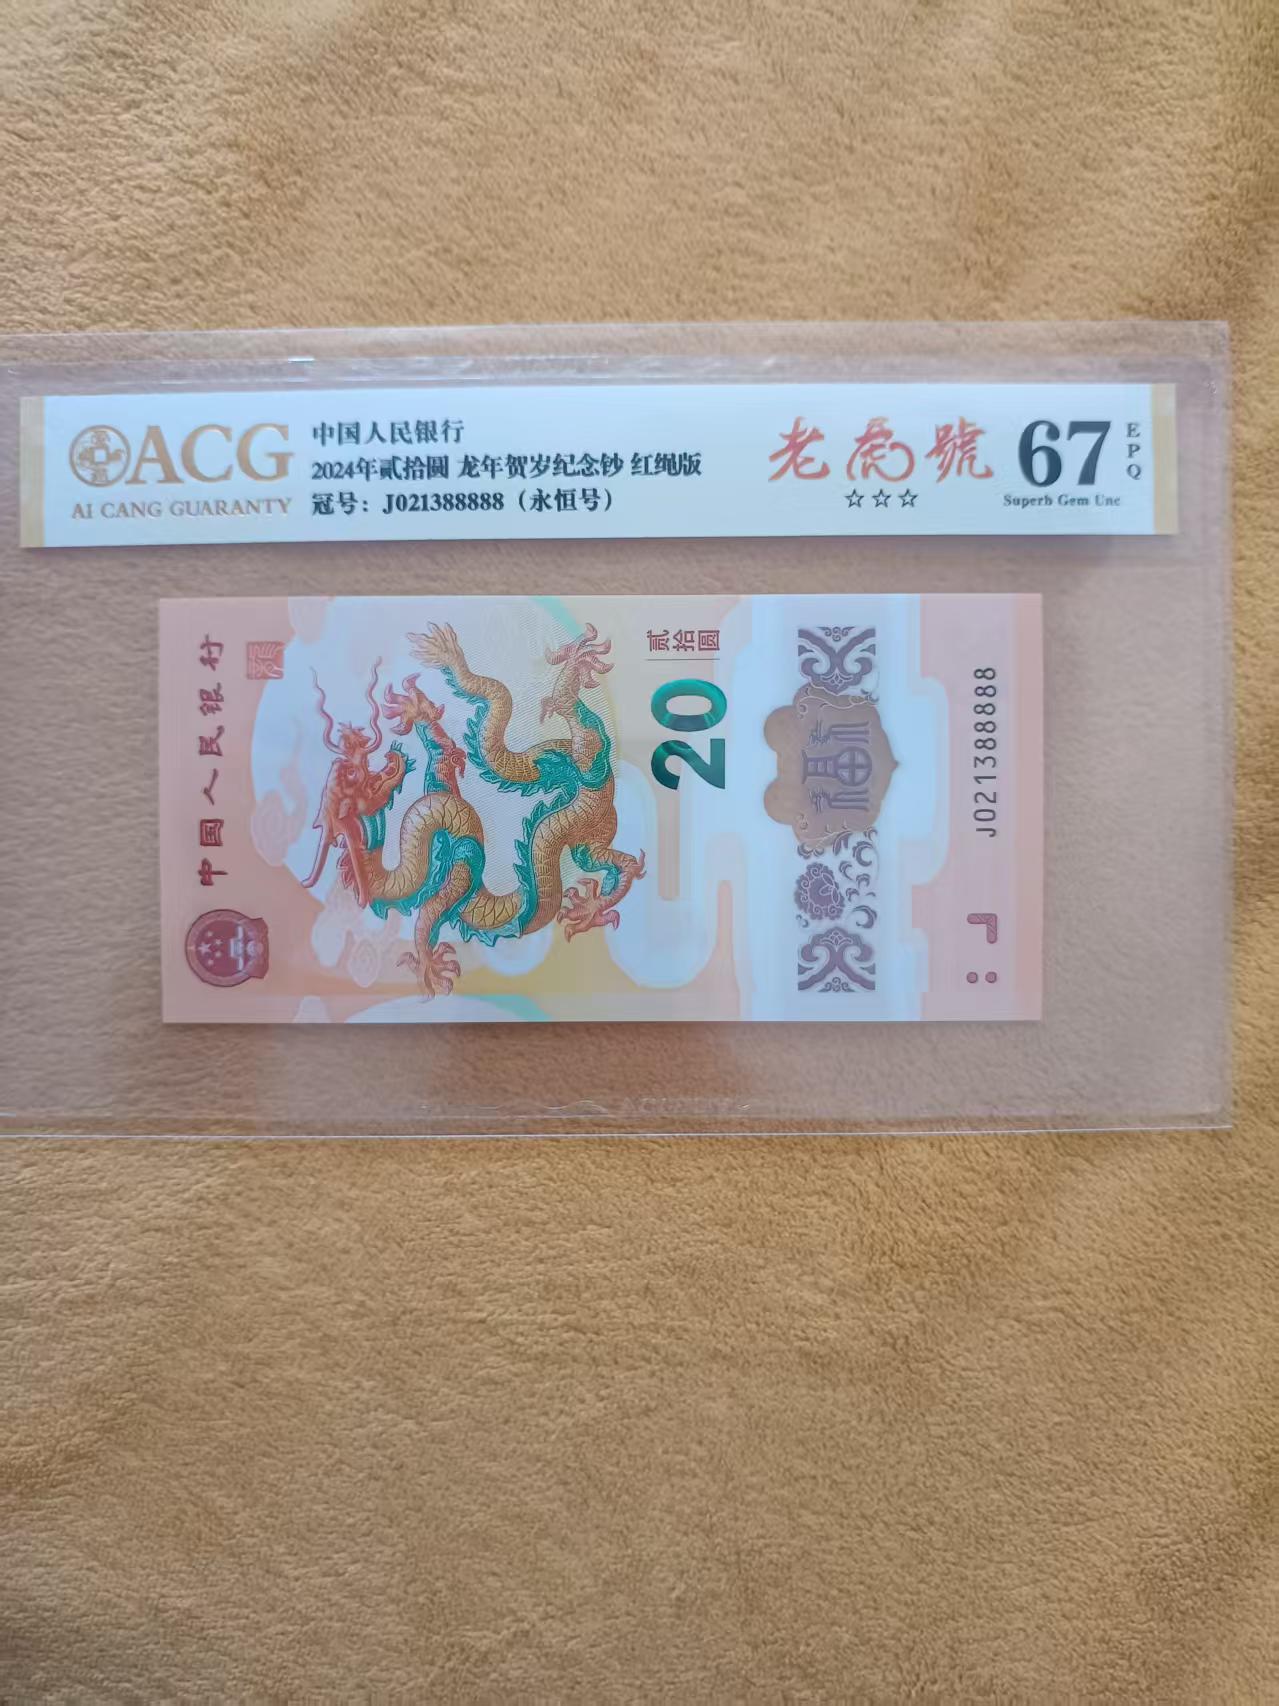 ACG
AI CANG GUARANTY
中国人民银行
2024年贰拾圆 龙年贺岁纪念钞 红绳版
冠号：J021388888（永恒号）
老虎號
☆☆☆
67
EPQ
Superb Gem Unc
中国人民银行
贰拾圆
20
J021388888